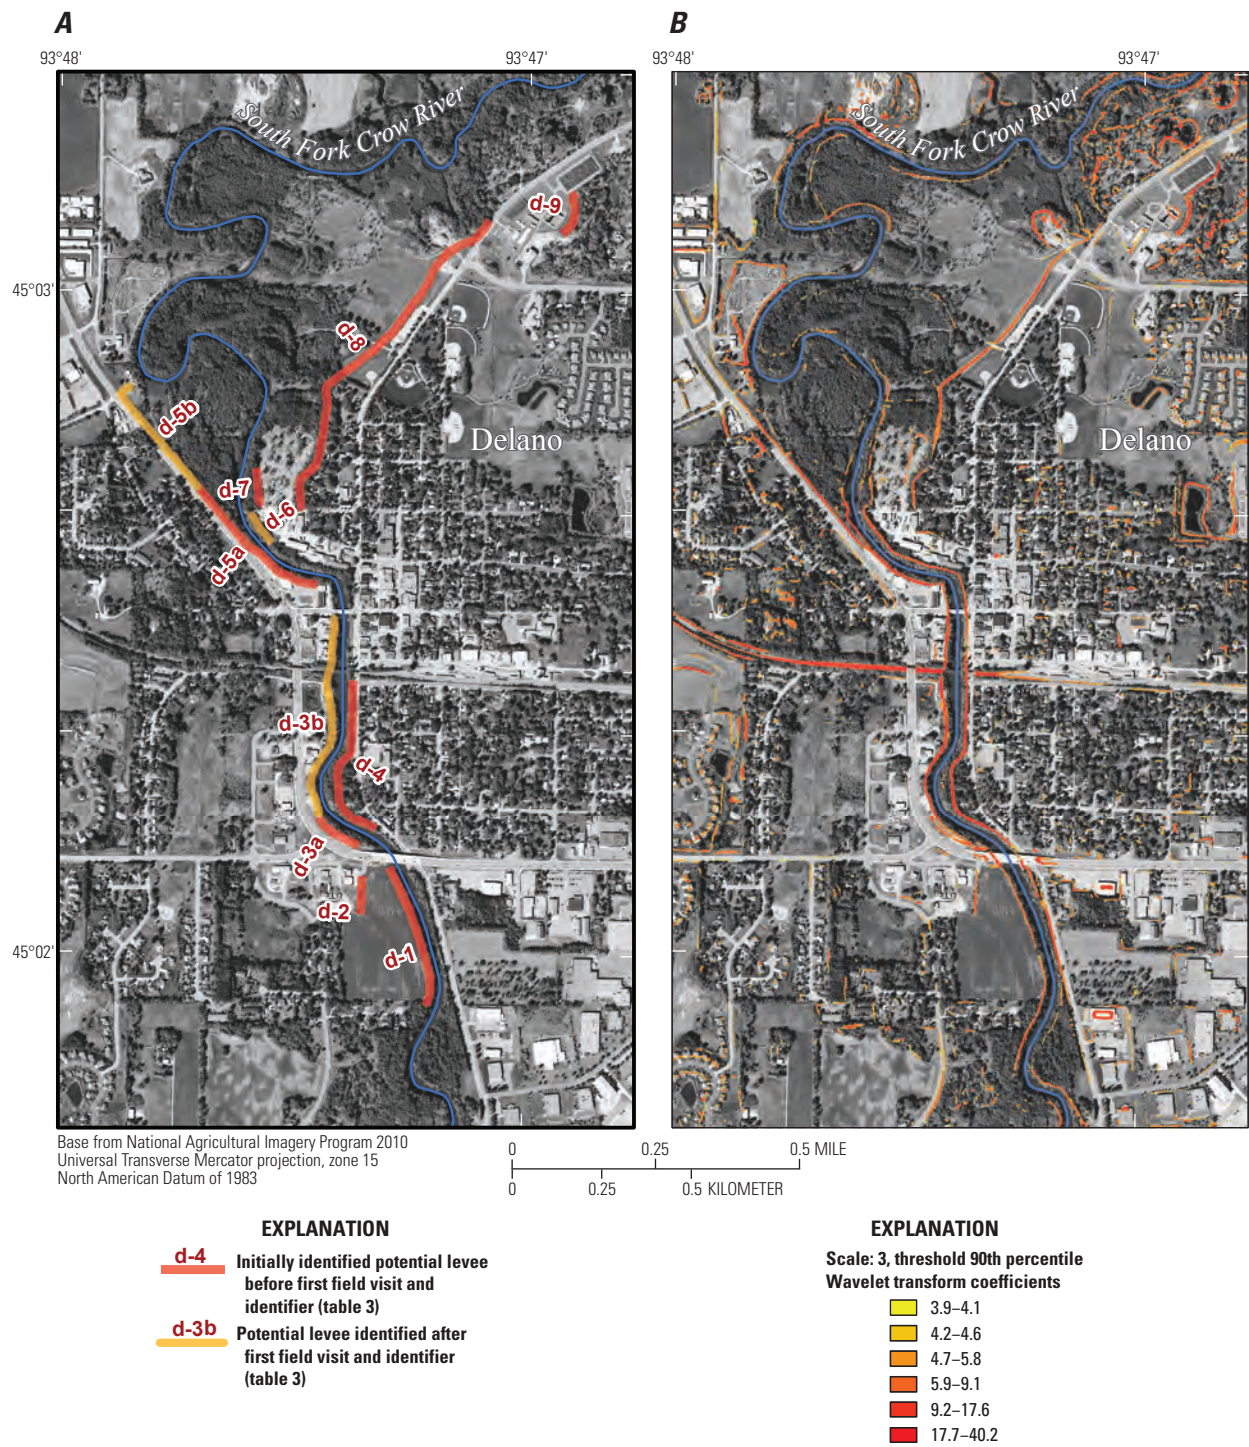 A
B
93°48'
93°47'
93°48'
93°47'
South Fork Crow River
South Fork Crow River
d-9
45°03'
d-8
d-5b
Delano
Delano
d-7
d-6
d-5a
d-3b
d-4
d-3a
d-2
d-1
45°02'
Base from National Agricultural Imagery Program 2010
Universal Transverse Mercator projection, zone 15
North American Datum of 1983
0 0.25 0.5 MILE
0 0.25 0.5 KILOMETER
EXPLANATION
d-4
Initially identified potential levee
before first field visit and
identifier (table 3)
d-3b
Potential levee identified after
first field visit and identifier
(table 3)
EXPLANATION
Scale: 3, threshold 90th percentile
Wavelet transform coefficients
3.9–4.1
4.2–4.6
4.7–5.8
5.9–9.1
9.2–17.6
17.7–40.2